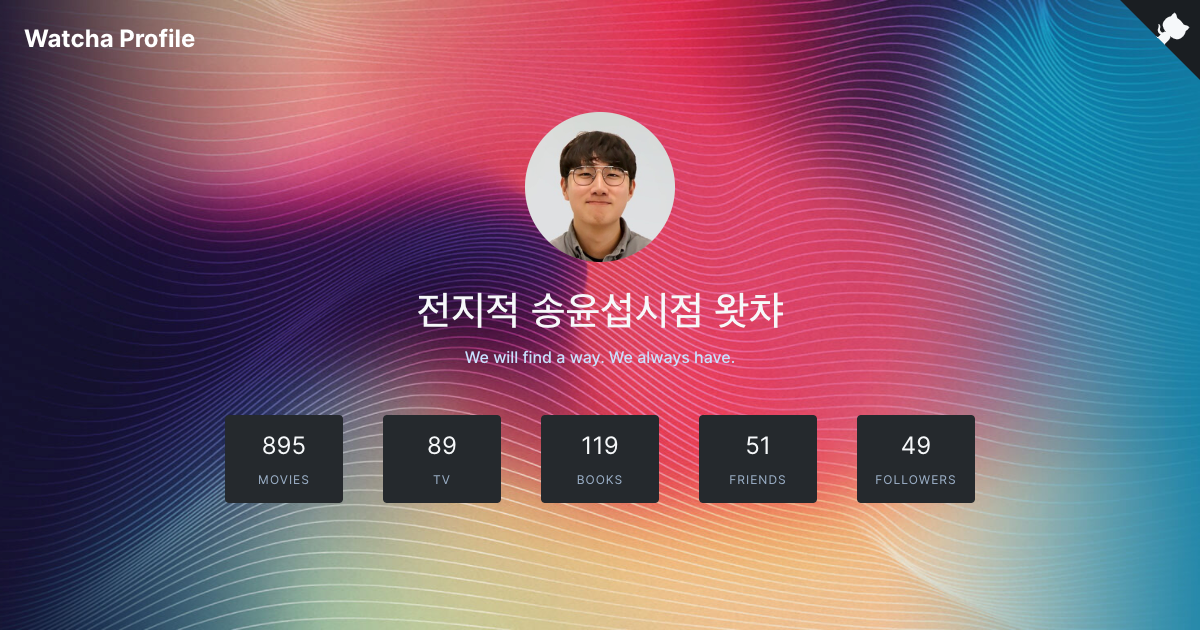 Watcha Profile
전지적 송윤섭시점 왓챠
We will find a way. We always have.
895
MOVIES
89
TV
119
BOOKS
51
FRIENDS
49
FOLLOWERS